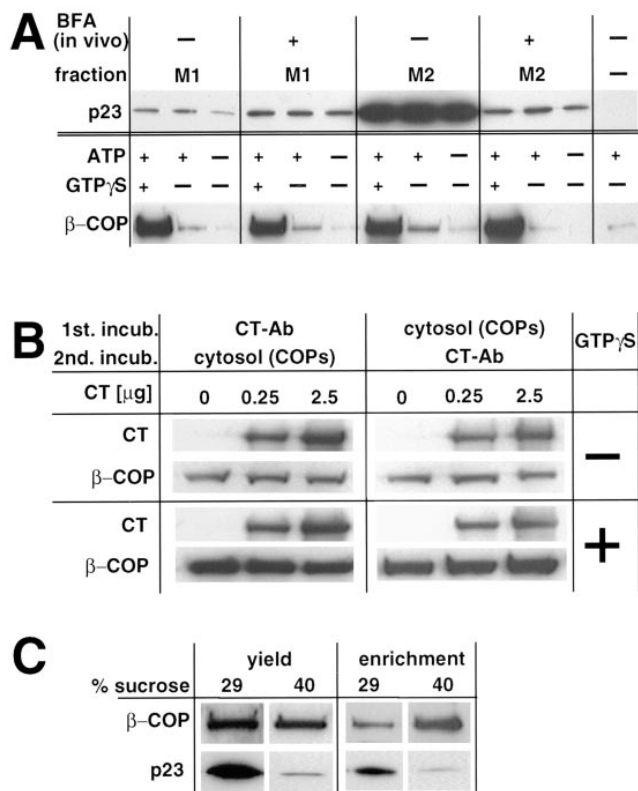 A
BFA
(in vivo) − + − + −
fraction M1 M1 M2 M2 −
p23
ATP + + − + + − + + − + + − +
GTPγS + − − + − − + − − + − − −
β−COP
B
1st. incub. CT-Ab cytosol (COPs) GTPγS
2nd. incub. cytosol (COPs) CT-Ab
CT [µg] 0 0.25 2.5 0 0.25 2.5
CT
−
β−COP
CT
+
β−COP
C
yield enrichment
% sucrose 29 40 29 40
β−COP
p23